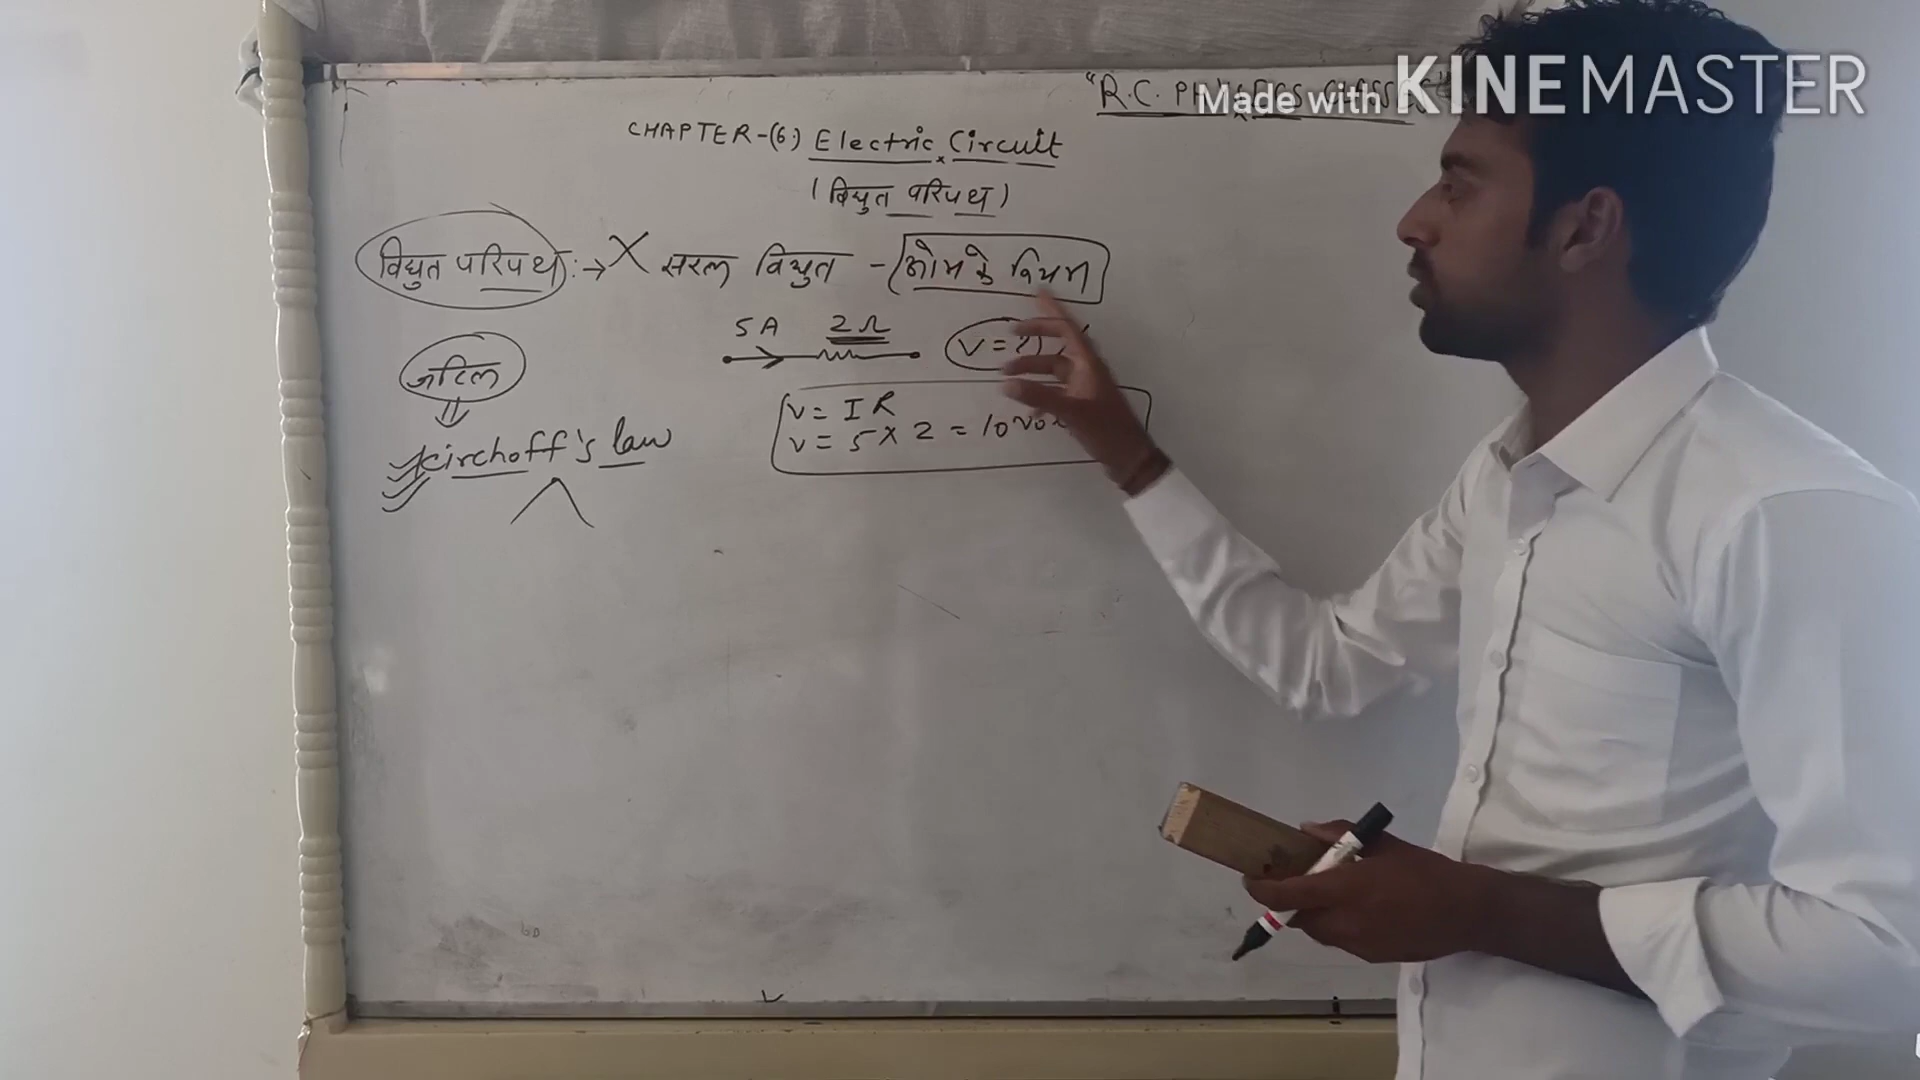 "R.C. PHYSICS CLASSES"
Made with KINEMASTER
CHAPTER-(6) Electric Circuit
(विद्युत परिपथ)
विद्युत परिपथ :→ X सरल विद्युत - ओम के नियम
5A 2Ω V=?
जटिल
⇓
V = IR
V = 5 X 2 = 10
Kirchoff's law